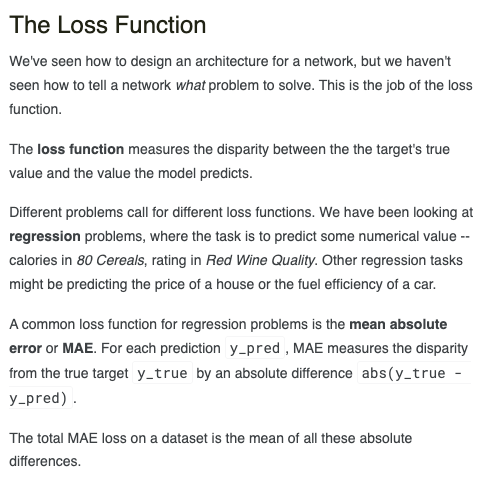 The Loss Function
We've seen how to design an architecture for a network, but we haven't
seen how to tell a network what problem to solve. This is the job of the loss
function.
The loss function measures the disparity between the the target's true
value and the value the model predicts.
Different problems call for different loss functions. We have been looking at
regression problems, where the task is to predict some numerical value --
calories in 80 Cereals, rating in Red Wine Quality. Other regression tasks
might be predicting the price of a house or the fuel efficiency of a car.
A common loss function for regression problems is the mean absolute
error or MAE. For each prediction y_pred , MAE measures the disparity
from the true target y_true by an absolute difference abs(y_true -
y_pred) .
The total MAE loss on a dataset is the mean of all these absolute
differences.